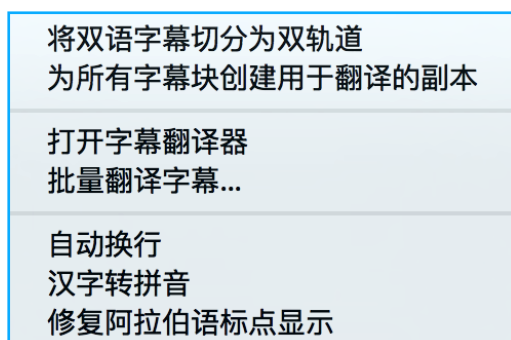 将双语字幕切分为双轨道
为所有字幕块创建用于翻译的副本
打开字幕翻译器
批量翻译字幕...
自动换行
汉字转拼音
修复阿拉伯语标点显示